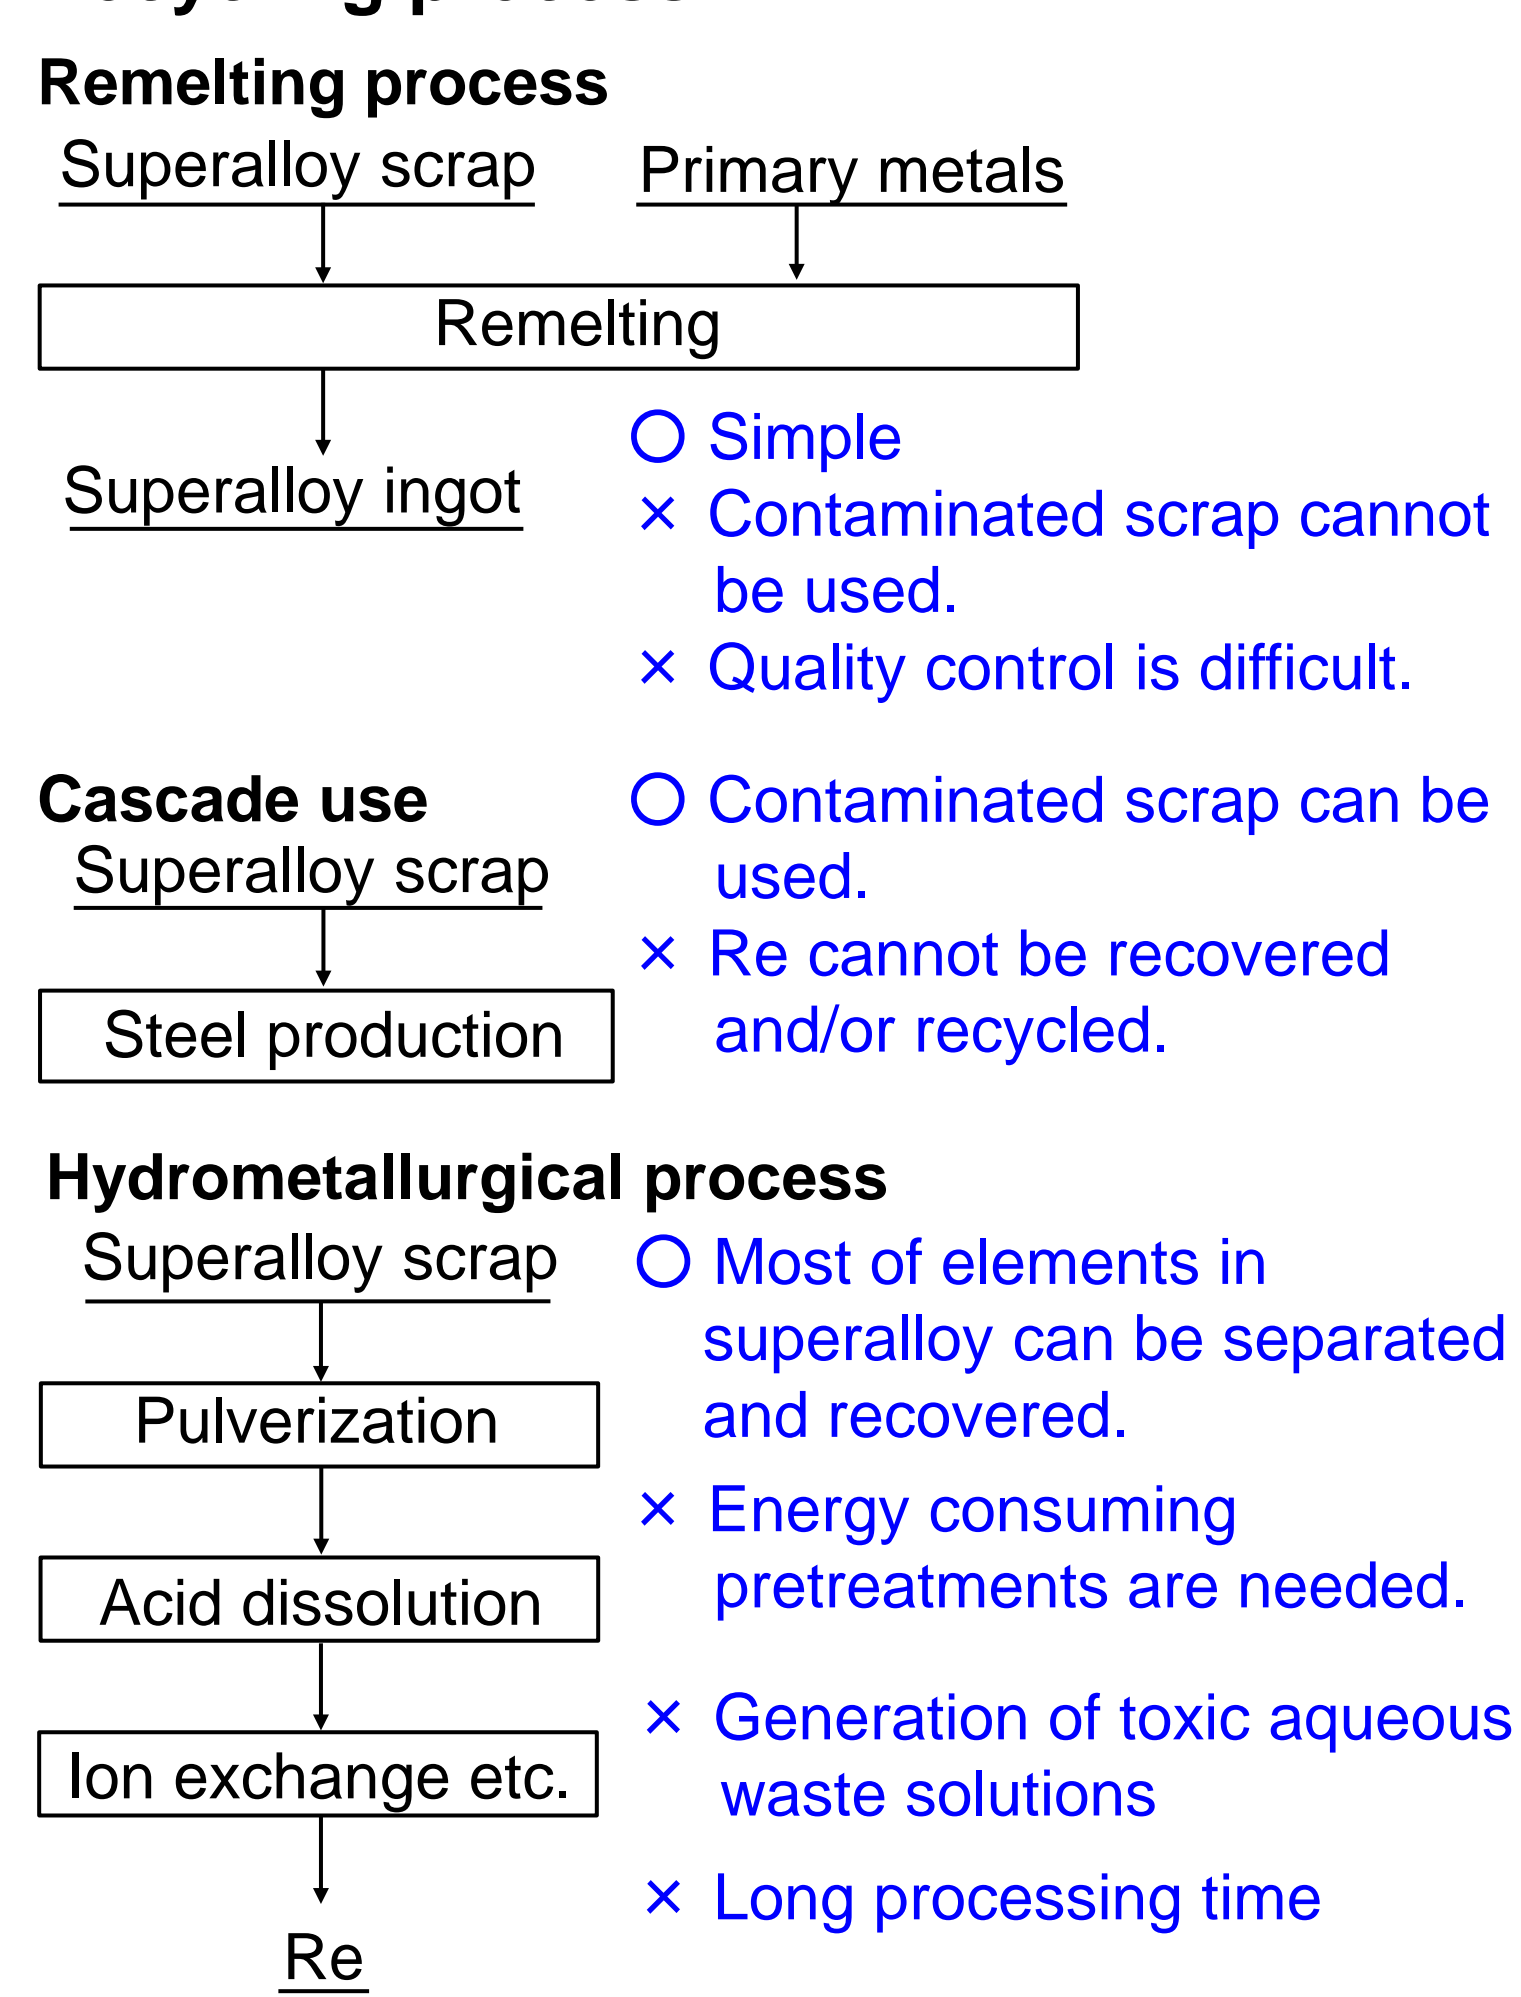 Remelting process
Superalloy scrap
Primary metals
Remelting
Superalloy ingot
○ Simple
× Contaminated scrap cannot
be used.
× Quality control is difficult.
Cascade use
Superalloy scrap
Steel production
○ Contaminated scrap can be
used.
× Re cannot be recovered
and/or recycled.
Hydrometallurgical process
Superalloy scrap
Pulverization
Acid dissolution
Ion exchange etc.
Re
○ Most of elements in
superalloy can be separated
and recovered.
× Energy consuming
pretreatments are needed.
× Generation of toxic aqueous
waste solutions
× Long processing time